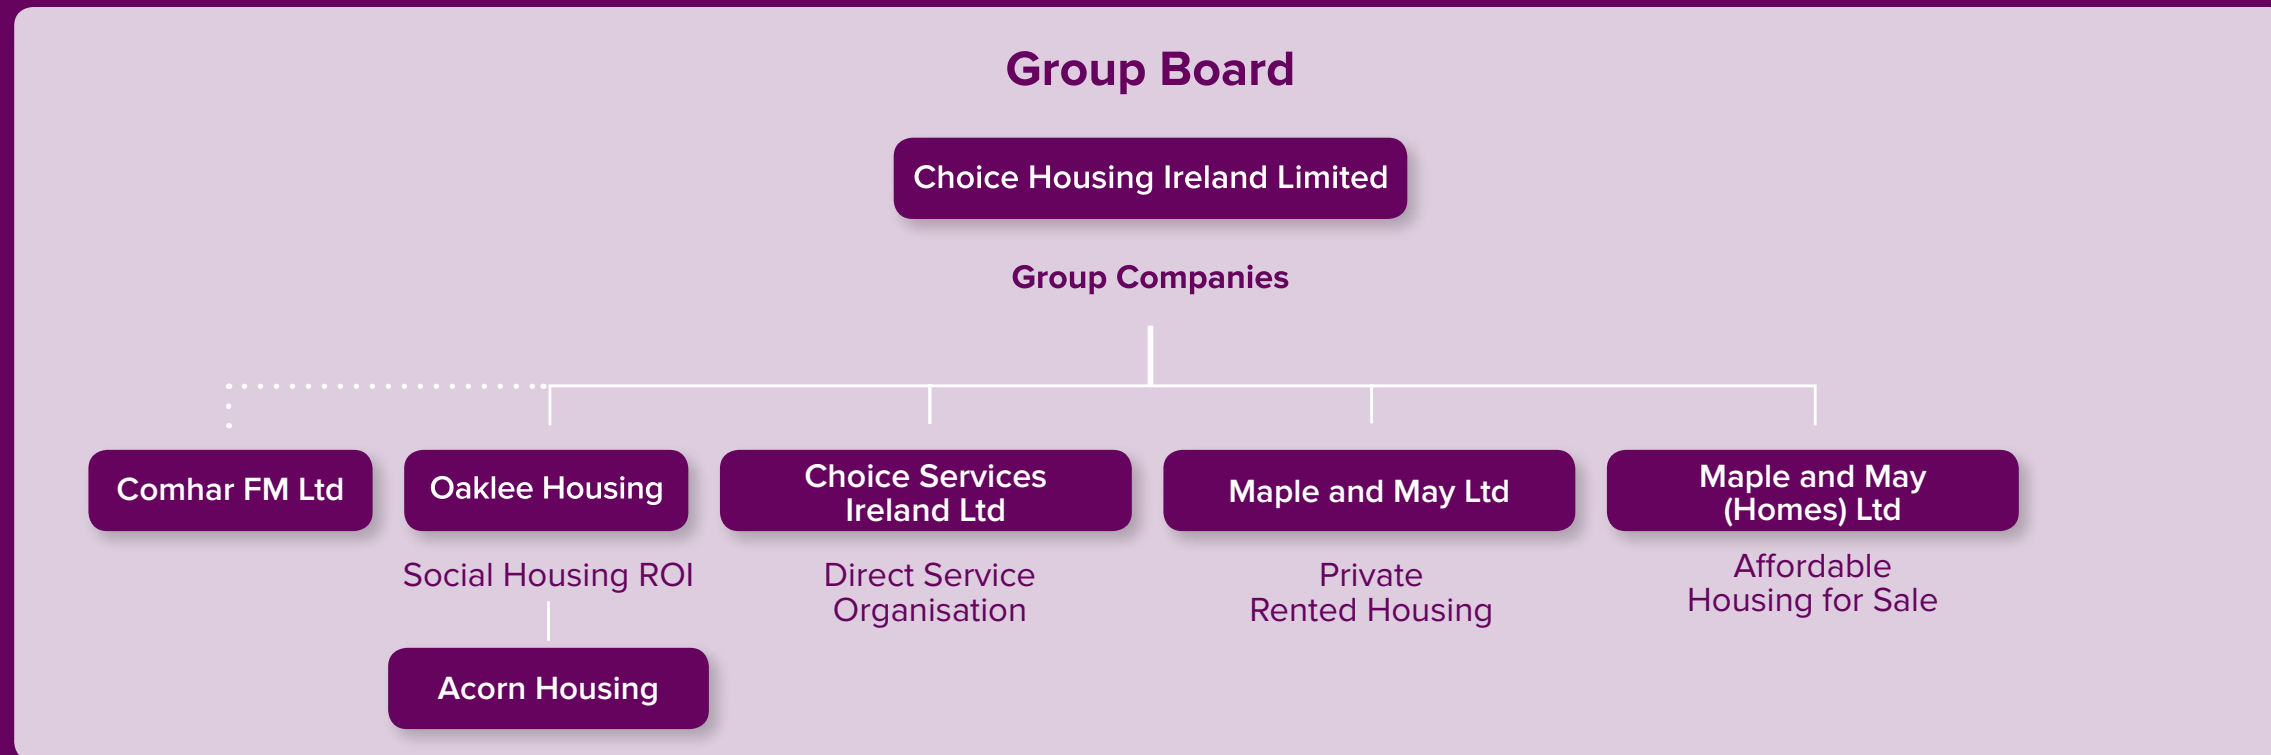 Group Board
Choice Housing Ireland Limited
Group Companies
Comhar FM Ltd
Oaklee Housing
Choice Services
Ireland Ltd
Maple and May Ltd
Maple and May
(Homes) Ltd
Social Housing ROI
Direct Service
Organisation
Private
Rented Housing
Affordable
Housing for Sale
Acorn Housing